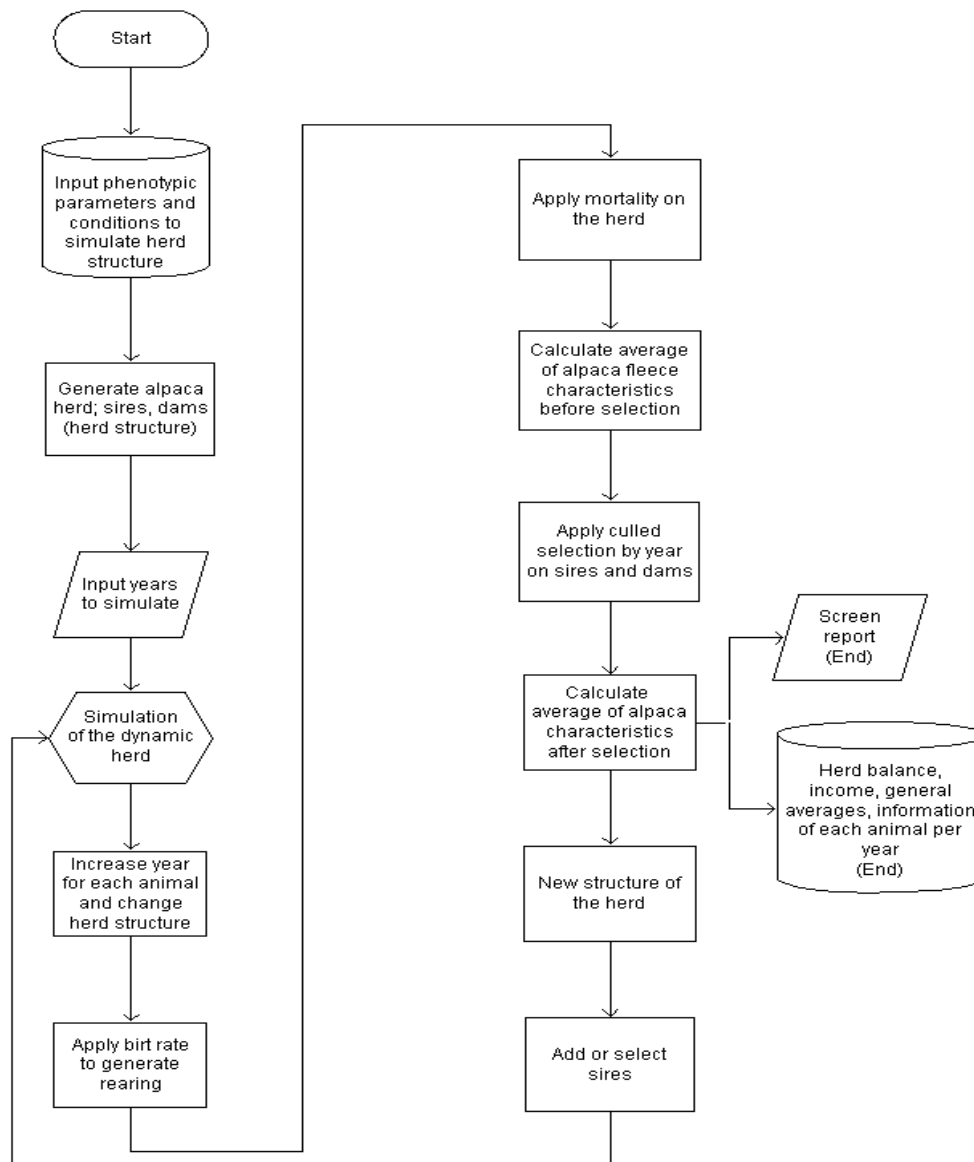 Start
Input phenotypic
parameters and
conditions to
simulate herd
structure
Generate alpaca
herd; sires, dams
(herd structure)
Input years
to simulate
Simulation
of the dynamic
herd
Increase year
for each animal
and change
herd structure
Apply birt rate
to generate
rearing
Apply mortality on
the herd
Calculate average
of alpaca fleece
characteristics
before selection
Apply culled
selection by year
on sires and dams
Calculate
average of alpaca
characteristics
after selection
Screen
report
(End)
Herd balance,
income, general
averages, information
of each animal per
year
(End)
New structure of
the herd
Add or select
sires